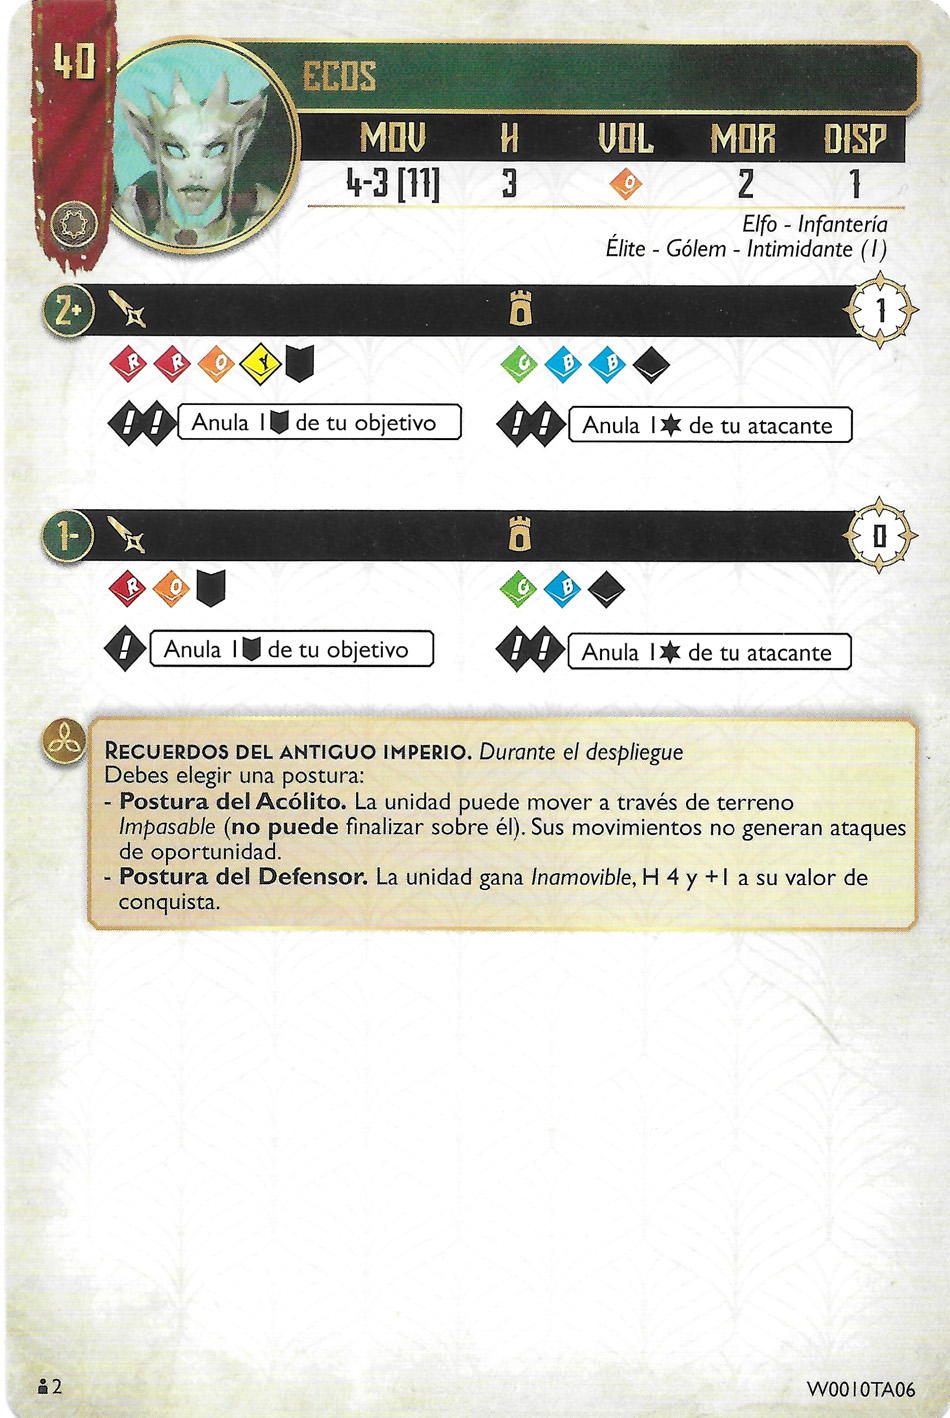 40
ECOS
MOV H VOL MOR DISP
4-3 [11] 3 O 2 1
Elfo - Infantería
Élite - Gólem - Intimidante (1)
2+ 1
R R O Y G B B
!! Anula 1 de tu objetivo !! Anula 1 de tu atacante
1- 0
R O G B
! Anula 1 de tu objetivo !! Anula 1 de tu atacante
RECUERDOS DEL ANTIGUO IMPERIO. Durante el despliegue
Debes elegir una postura:
- Postura del Acólito. La unidad puede mover a través de terreno
Impasable (no puede finalizar sobre él). Sus movimientos no generan ataques
de oportunidad.
- Postura del Defensor. La unidad gana Inamovible, H 4 y +1 a su valor de
conquista.
2 W0010TA06